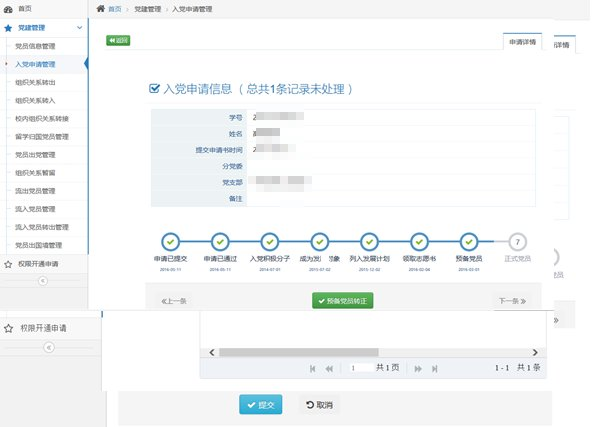 首页
党建管理
党员信息管理
入党申请管理
组织关系转出
组织关系转入
校内组织关系转接
留学归国党员管理
党员出党管理
组织关系暂留
流出党员管理
流入党员管理
流入党员转出管理
党员出国境管理
权限开通申请
首页 > 党建管理 > 入党申请管理
返回
申请详情
详情
入党申请信息（总共1条记录未处理）
学号
姓名
提交申请书时间
分党委
党支部
备注
申请已提交 申请已通过 入党积极分子 成为发展对象 列入发展计划 领取志愿书 预备党员 7 正式党员
2014-05-11 2014-05-11 2014-07-01 2015-07-02 2015-12-02 2016-02-04 2016-03-01
员
上一条
预备党员转正
下一条
权限开通申请
1 共 1 页
1 - 1 共 1 条
提交
取消